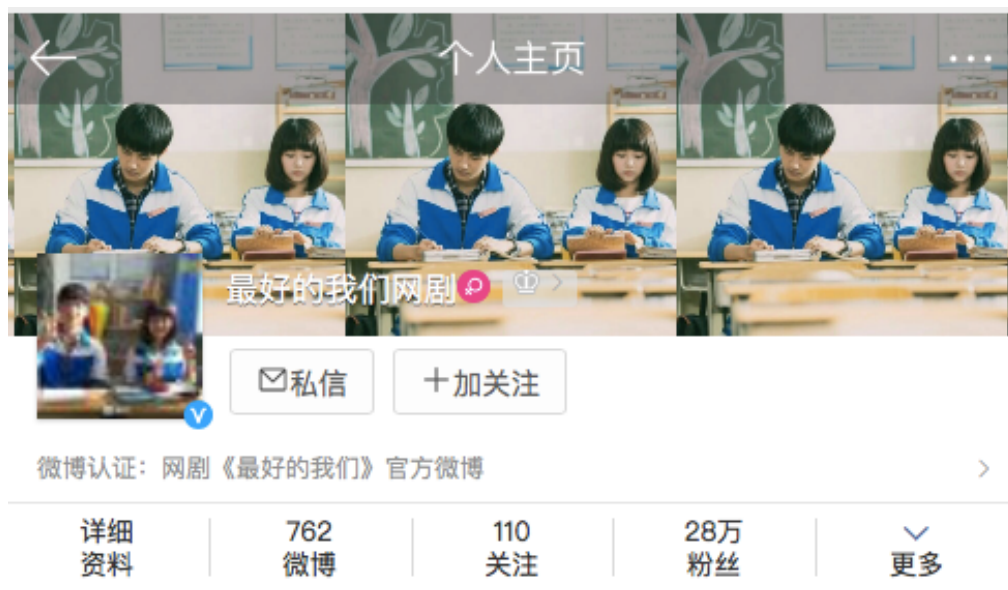 个人主页
最好的我们网剧
私信
加关注
微博认证：网剧《最好的我们》官方微博
详细
资料
762
微博
110
关注
28万
粉丝
更多